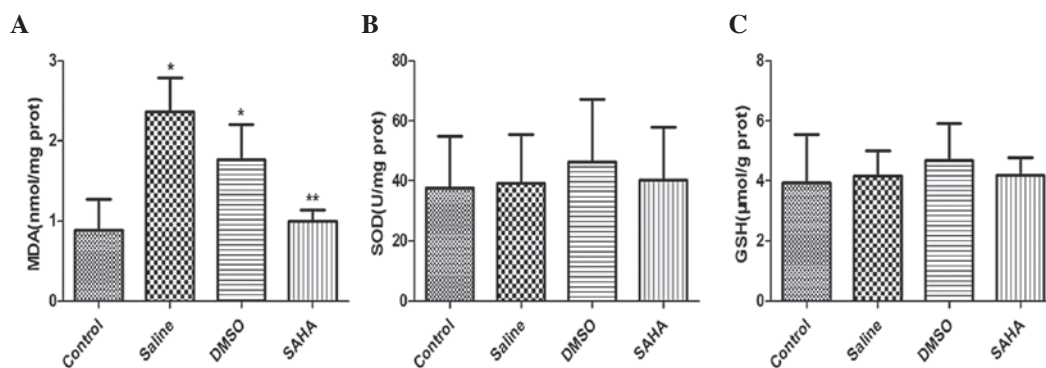 A
MDA(nmol/mg prot)
3
2
1
0
*
*
**
Control
Saline
DMSO
SAHA
B
SOD(U/mg prot)
80
60
40
20
0
Control
Saline
DMSO
SAHA
C
GSH(μmol/g prot)
8
6
4
2
0
Control
Saline
DMSO
SAHA